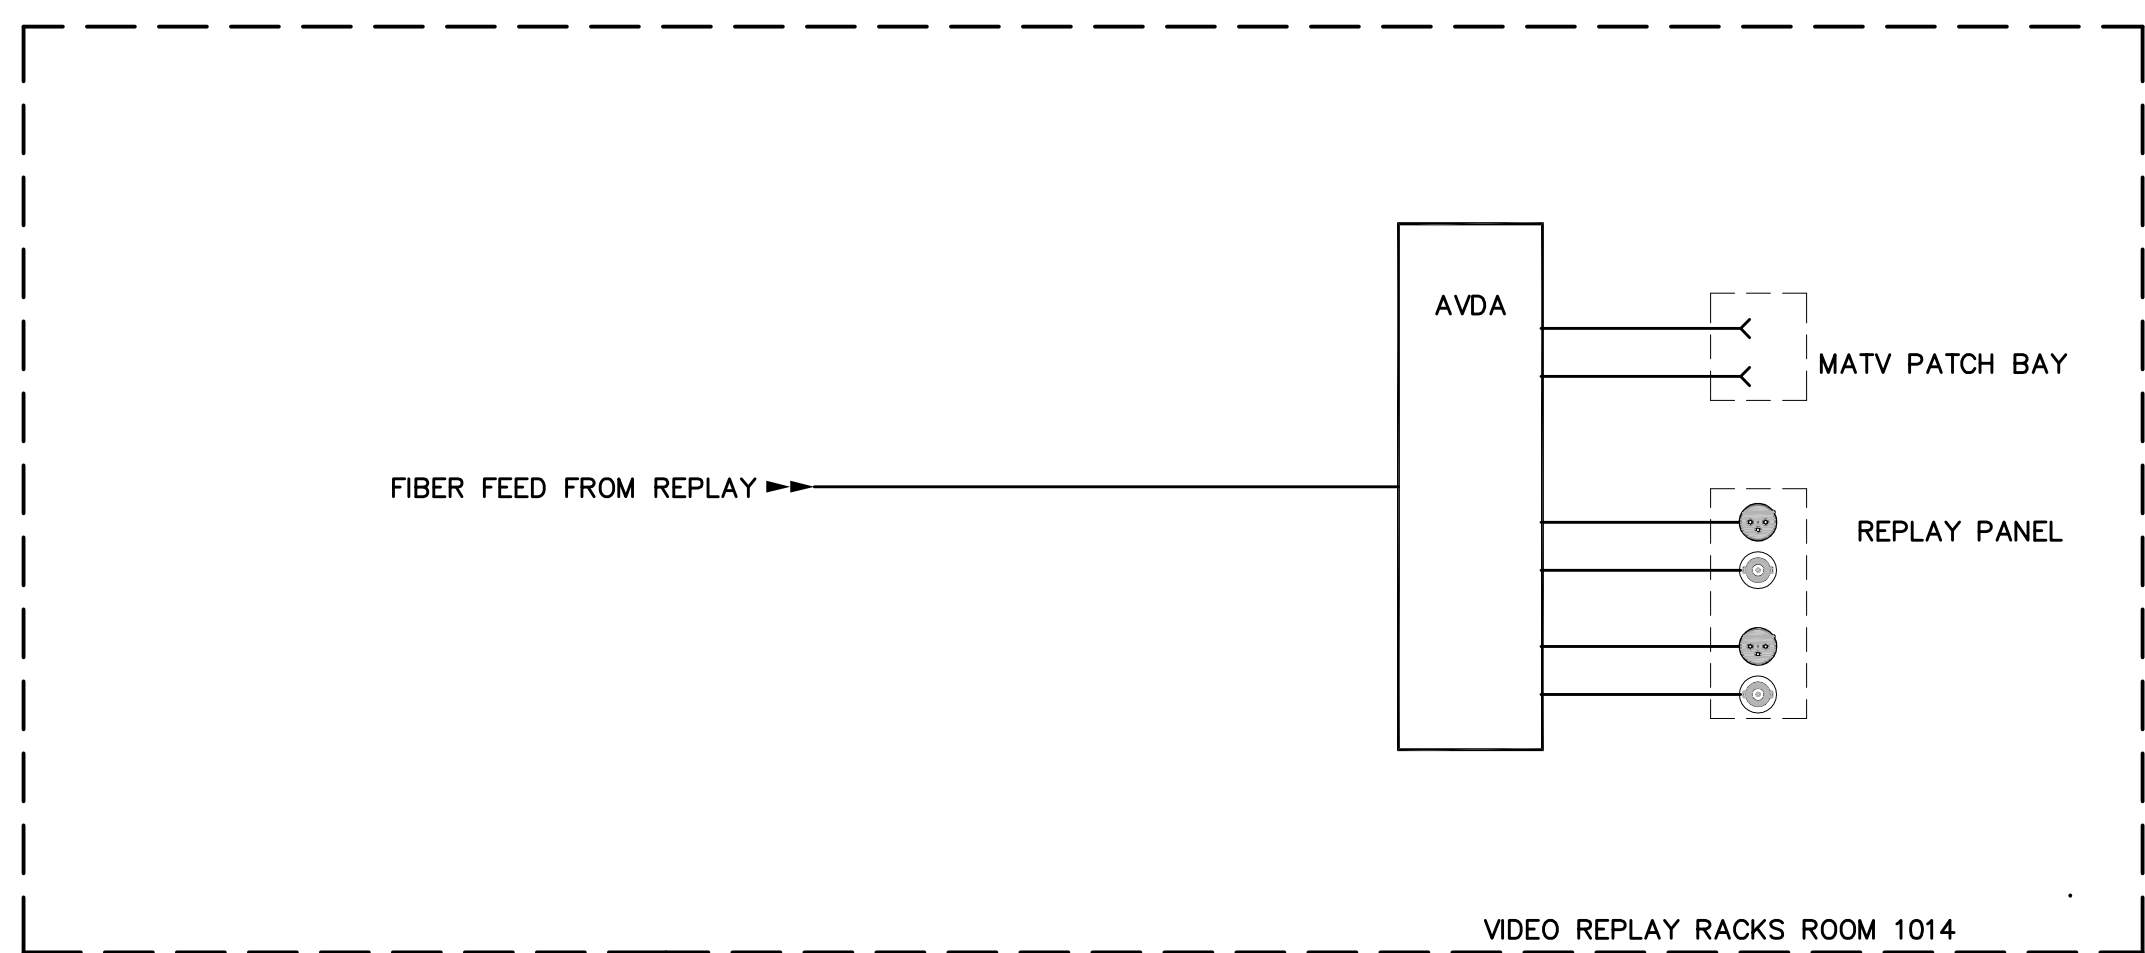 AVDA
MATV PATCH BAY
FIBER FEED FROM REPLAY
REPLAY PANEL
VIDEO REPLAY RACKS ROOM 1014